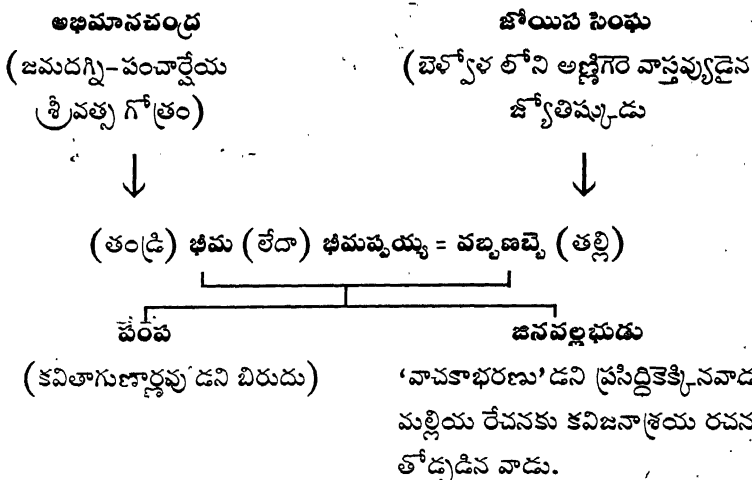 అభిమానచంద్ర
(జమదగ్ని-పంచార్షేయ
శ్రీవత్స గోత్రం)
జోయిస సింఘ
(బెళ్వోళ లోని అణ్ణిగెరె వాస్తవ్యుడైన
జ్యోతిష్కుడు
(తండ్రి) భీమ (లేదా) భీమప్పయ్య = వబ్బణబ్బె (తల్లి)
పంప
(కవితాగుణార్ణవు డని బిరుదు)
జినవల్లభుడు
‘వాచకాభరణు’డని ప్రసిద్ధికెక్కినవాడు
మల్లియ రేచనకు కవిజనాశ్రయ రచన
తోడ్పడిన వాడు.